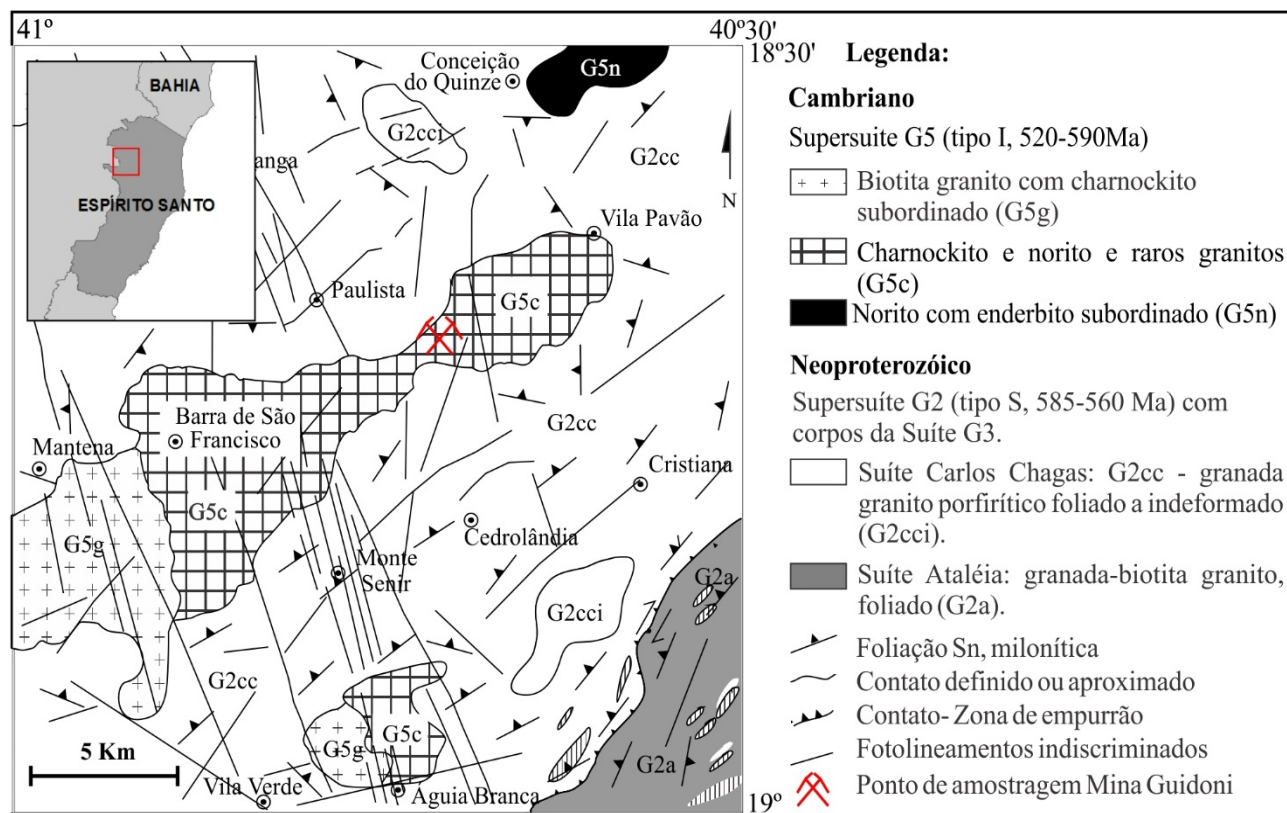 41º
40º30'
18º30'
BAHIA
ESPÍRITO SANTO
Conceição
do Quinze
G5n
G2cci
G2cc
anga
N
Vila Pavão
Paulista
G5c
Barra de São
Francisco
G2cc
Mantena
Cristiana
G5c
Cedrolândia
G5g
Monte
Senir
G2a
G2cci
G2cc
G5c
G5g
G2a
5 Km
Vila Verde
Aguia Branca
19º
Legenda:
Cambriano
Supersuite G5 (tipo I, 520-590Ma)
Biotita granito com charnockito
subordinado (G5g)
Charnockito e norito e raros granitos
(G5c)
Norito com enderbito subordinado (G5n)
Neoproterozóico
Supersuíte G2 (tipo S, 585-560 Ma) com
corpos da Suíte G3.
Suíte Carlos Chagas: G2cc - granada
granito porfirítico foliado a indeformado
(G2cci).
Suíte Ataléia: granada-biotita granito,
foliado (G2a).
Foliação Sn, milonítica
Contato definido ou aproximado
Contato- Zona de empurrão
Fotolineamentos indiscriminados
Ponto de amostragem Mina Guidoni